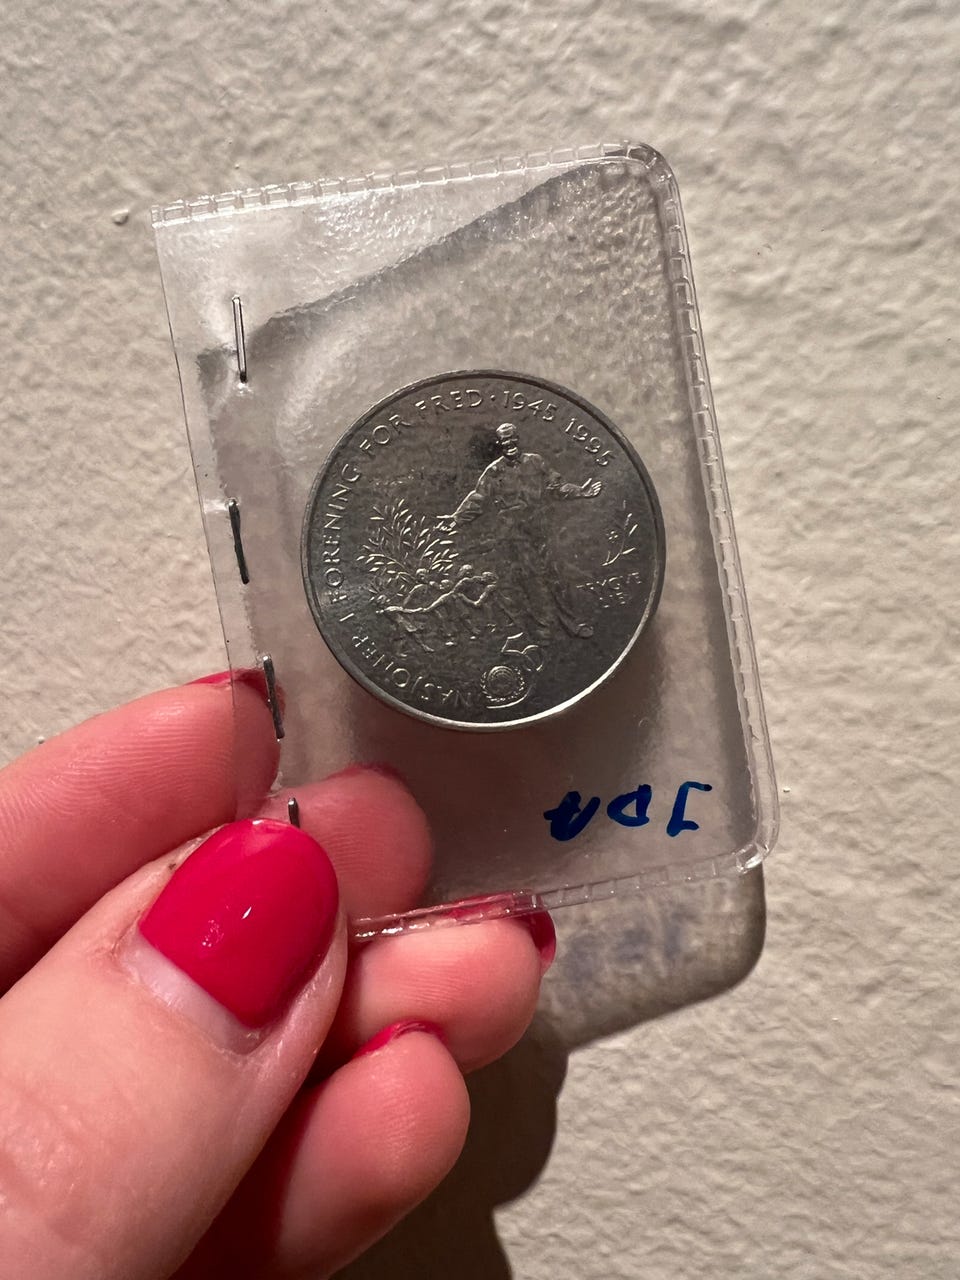 NASJONER I FORENING FOR FRED · 1945 1995
TRYGVE
LIE
50
JDA